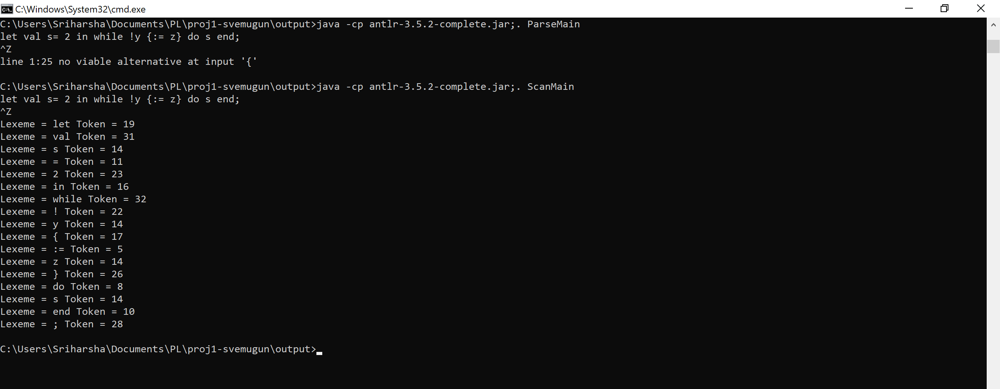 C:\Windows\System32\cmd.exe
C:\Users\Sriharsha\Documents\PL\proj1-svemugun\output>java -cp antlr-3.5.2-complete.jar;. ParseMain
let val s= 2 in while !y {:= z} do s end;
^Z
line 1:25 no viable alternative at input '{'
C:\Users\Sriharsha\Documents\PL\proj1-svemugun\output>java -cp antlr-3.5.2-complete.jar;. ScanMain
let val s= 2 in while !y {:= z} do s end;
^Z
Lexeme = let Token = 19
Lexeme = val Token = 31
Lexeme = s Token = 14
Lexeme = = Token = 11
Lexeme = 2 Token = 23
Lexeme = in Token = 16
Lexeme = while Token = 32
Lexeme = ! Token = 22
Lexeme = y Token = 14
Lexeme = { Token = 17
Lexeme = := Token = 5
Lexeme = z Token = 14
Lexeme = } Token = 26
Lexeme = do Token = 8
Lexeme = s Token = 14
Lexeme = end Token = 10
Lexeme = ; Token = 28
C:\Users\Sriharsha\Documents\PL\proj1-svemugun\output>